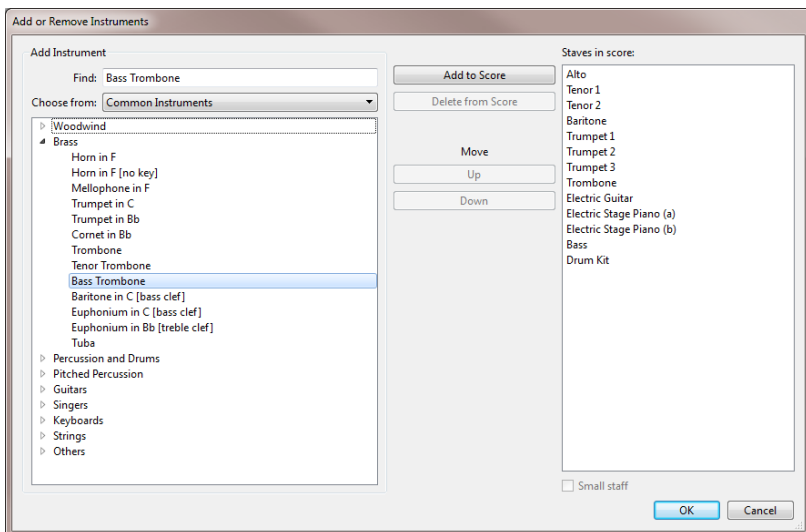 Add or Remove Instruments
Add Instrument
Find: Bass Trombone
Choose from: Common Instruments
Woodwind
Brass
Horn in F
Horn in F [no key]
Mellophone in F
Trumpet in C
Trumpet in Bb
Cornet in Bb
Trombone
Tenor Trombone
Bass Trombone
Baritone in C [bass clef]
Euphonium in C [bass clef]
Euphonium in Bb [treble clef]
Tuba
Percussion and Drums
Pitched Percussion
Guitars
Singers
Keyboards
Strings
Others
Add to Score
Delete from Score
Move
Up
Down
Staves in score:
Alto
Tenor 1
Tenor 2
Baritone
Trumpet 1
Trumpet 2
Trumpet 3
Trombone
Electric Guitar
Electric Stage Piano (a)
Electric Stage Piano (b)
Bass
Drum Kit
Small staff
OK
Cancel